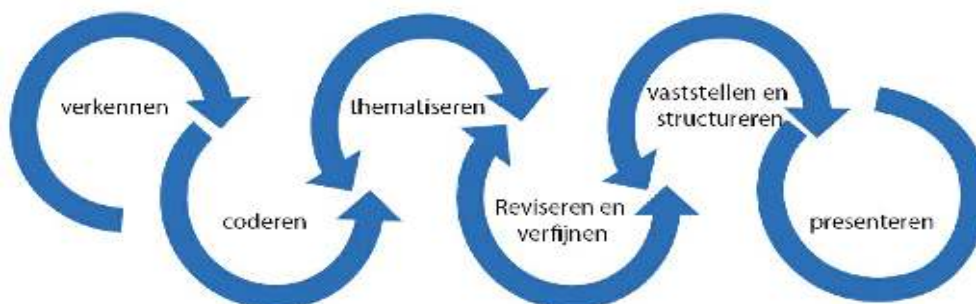 verkennen
coderen
thematiseren
Reviseren en
verfijnen
vaststellen en
structureren
presenteren